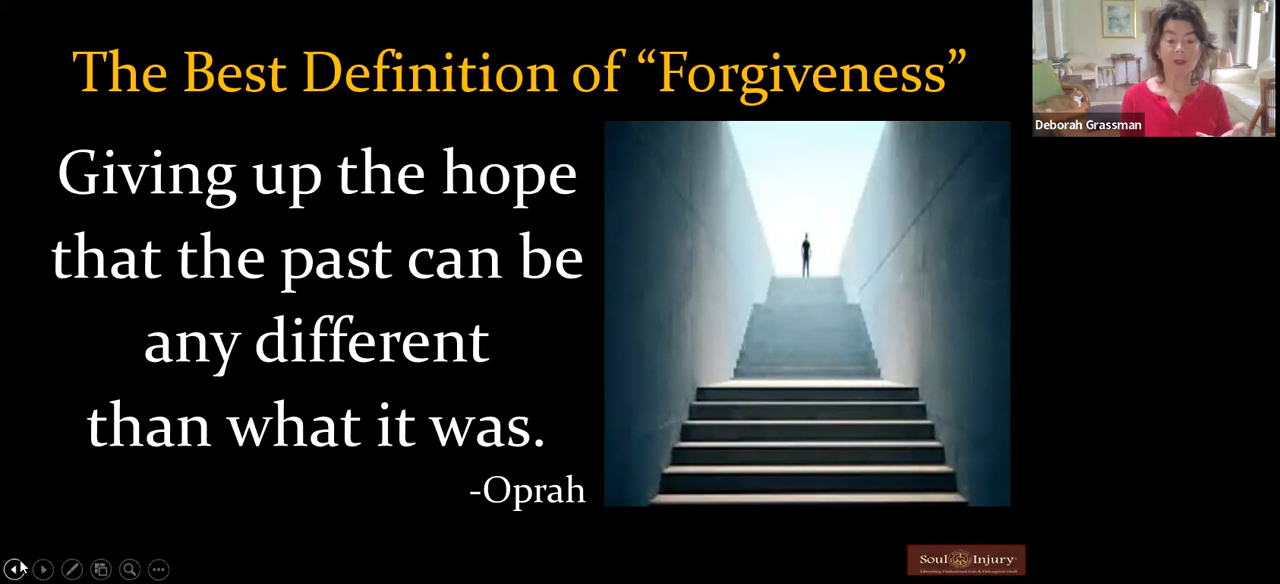 The Best Definition of “Forgiveness”
Giving up the hope
that the past can be
any different
than what it was.
-Oprah
Deborah Grassman
Soul Injury